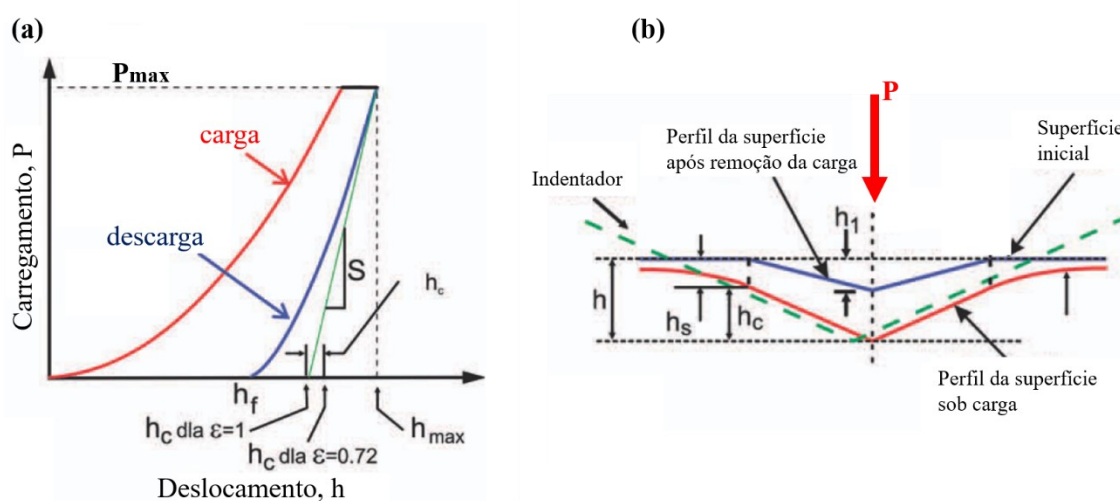 (a)
Pmax
carga
descarga
Carregamento, P
S
hc
hf
hc dla ε=1
hc dla ε=0.72
hmax
Deslocamento, h
(b)
P
Perfil da superfície
após remoção da carga
Superfície
inicial
Indentador
h1
h
hs
hc
Perfil da superfície
sob carga